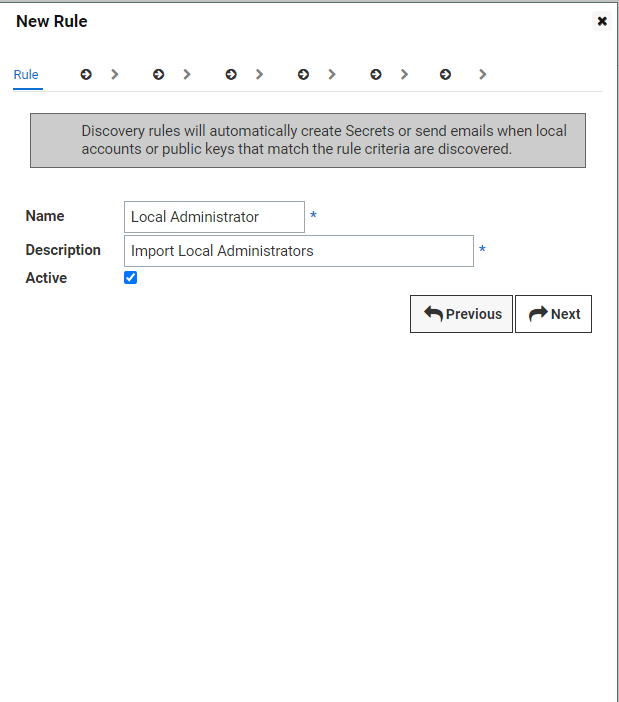 New Rule
Rule
Discovery rules will automatically create Secrets or send emails when local
accounts or public keys that match the rule criteria are discovered.
Name Local Administrator *
Description Import Local Administrators *
Active
Previous Next